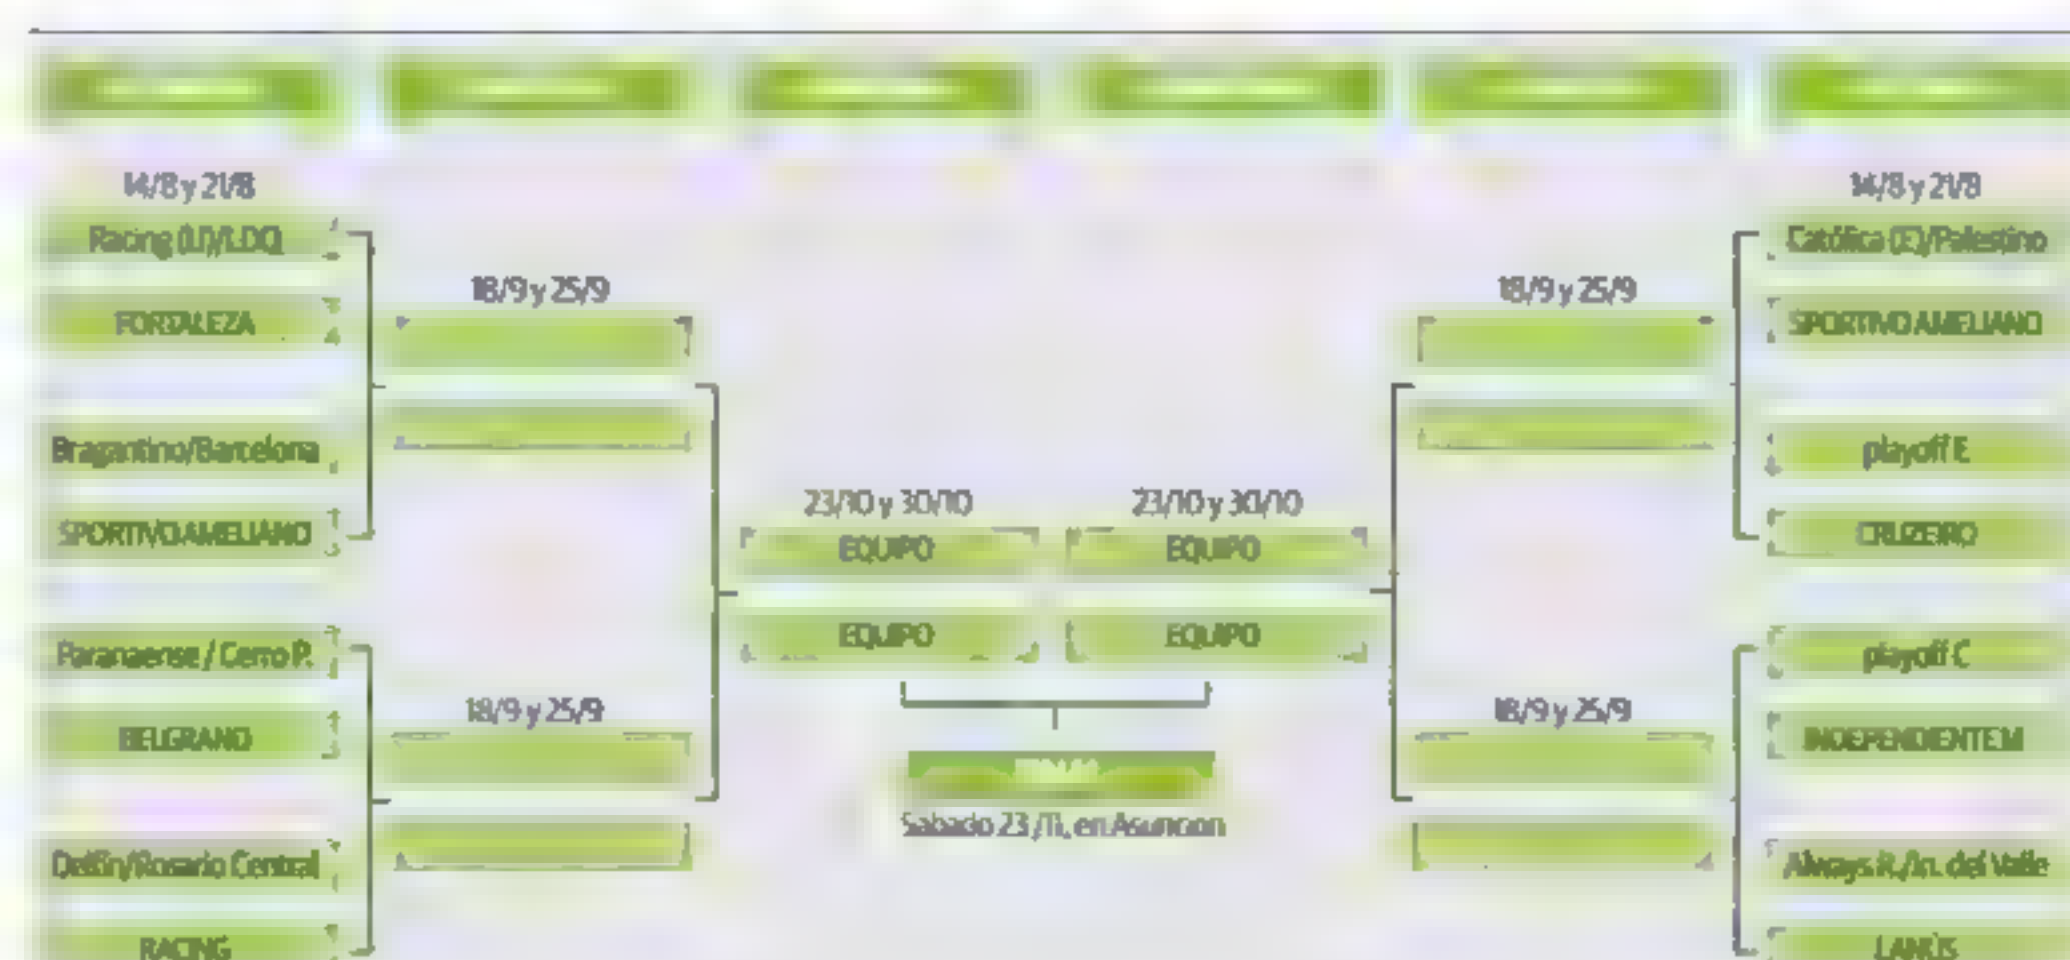 14/8 y 21/8
Racing (U)/LDQ
FORTALEZA
Bragantino/Barcelona
SPORTIVO AMELIANO
Paranaense / Cerro P.
BELGRANO
Delfín/Rosario Central
RACING
18/9 y 25/9
18/9 y 25/9
23/10 y 30/10
EQUIPO
EQUIPO
23/10 y 30/10
EQUIPO
EQUIPO
Sabado 23 /11, en Asuncion
18/9 y 25/9
18/9 y 25/9
14/8 y 21/8
Católica (E)/Palestino
SPORTIVO AMELIANO
playoff E
CRUZEIRO
playoff C
INDEPENDIENTE M
Always R./In. del Valle
LANÚS